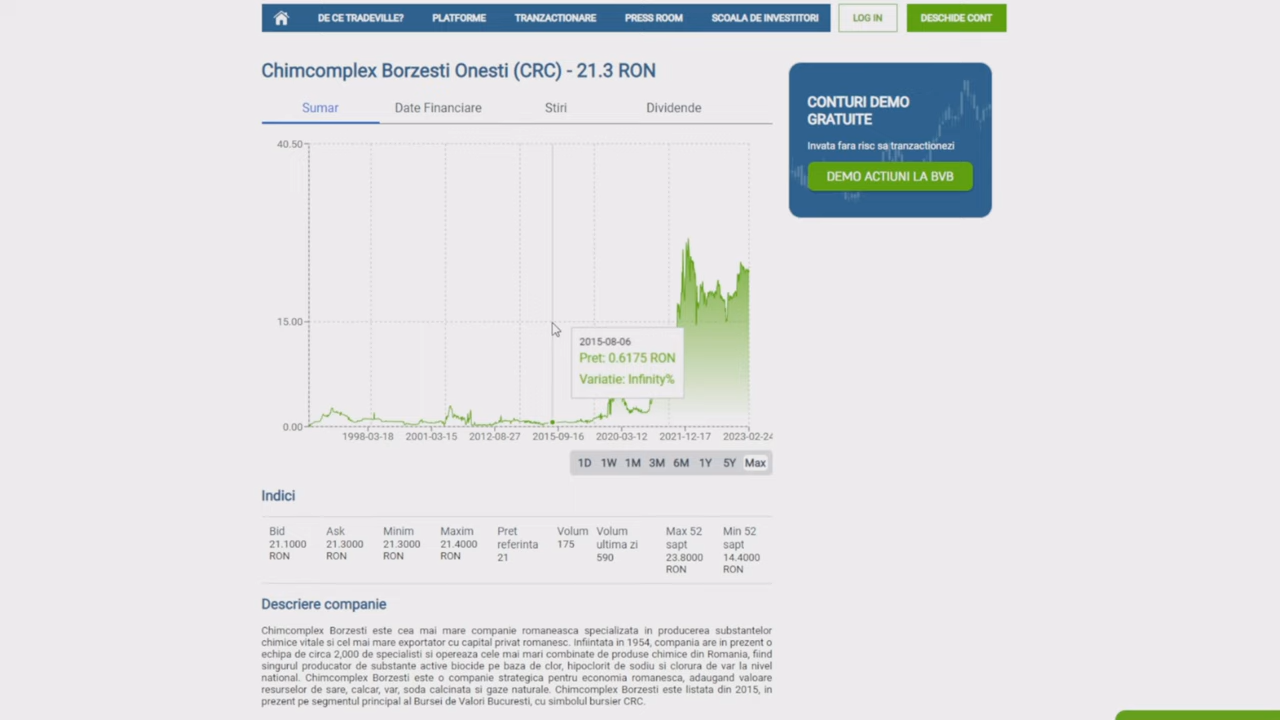 DE CE TRADEVILLE? PLATFORME TRANZACTIONARE PRESS ROOM SCOALA DE INVESTITORI LOG IN DESCHIDE CONT
Chimcomplex Borzesti Onesti (CRC) - 21.3 RON
Sumar Date Financiare Stiri Dividende
CONTURI DEMO
GRATUITE
Invata fara risc sa tranzactionezi
DEMO ACTIUNI LA BVB
40.50
15.00
2015-08-06
Pret: 0.6175 RON
Variatie: Infinity%
0.00
1998-03-18 2001-03-15 2012-08-27 2015-09-16 2020-03-12 2021-12-17 2023-02-24
1D 1W 1M 3M 6M 1Y 5Y Max
Indici
Bid Ask Minim Maxim Pret referinta Volum Volum ultima zi Max 52 sapt Min 52 sapt
21.1000 RON 21.3000 RON 21.3000 RON 21.4000 RON 21 175 590 23.8000 RON 14.4000 RON
Descriere companie
Chimcomplex Borzesti este cea mai mare companie romaneasca specializata in producerea substantelor
chimice vitale si cel mai mare exportator cu capital privat romanesc. Infiintata in 1954, compania are in prezent o
echipa de circa 2,000 de specialisti si opereaza cele mai mari combinate de produse chimice din Romania, fiind
singurul producator de substante active biocide pe baza de clor, hipoclorit de sodiu si clorura de var la nivel
national. Chimcomplex Borzesti este o companie strategica pentru economia romaneasca, adaugand valoare
resurselor de sare, calcar, var, soda calcinata si gaze naturale. Chimcomplex Borzesti este listata din 2015, in
prezent pe segmentul principal al Bursei de Valori Bucuresti, cu simbolul bursier CRC.